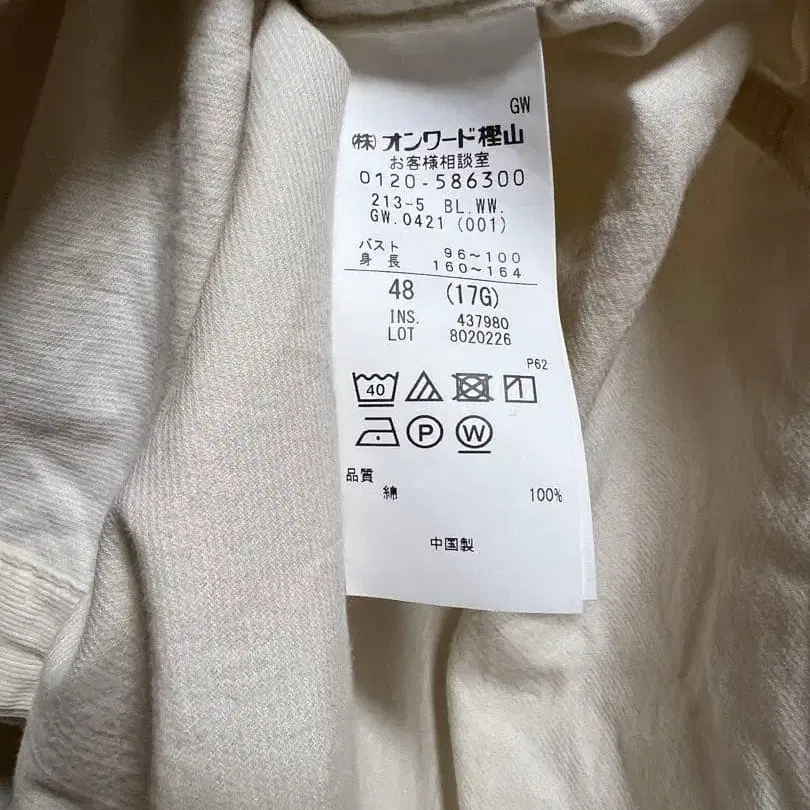 GW
㈱オンワード樫山
お客様相談室
0120-586300
213-5 BL.WW.
GW.0421 (001)
バスト 96～100
身長 160～164
48 (17G)
INS. 437980
LOT 8020226
P62
40
P W
品質
綿 100%
中国製